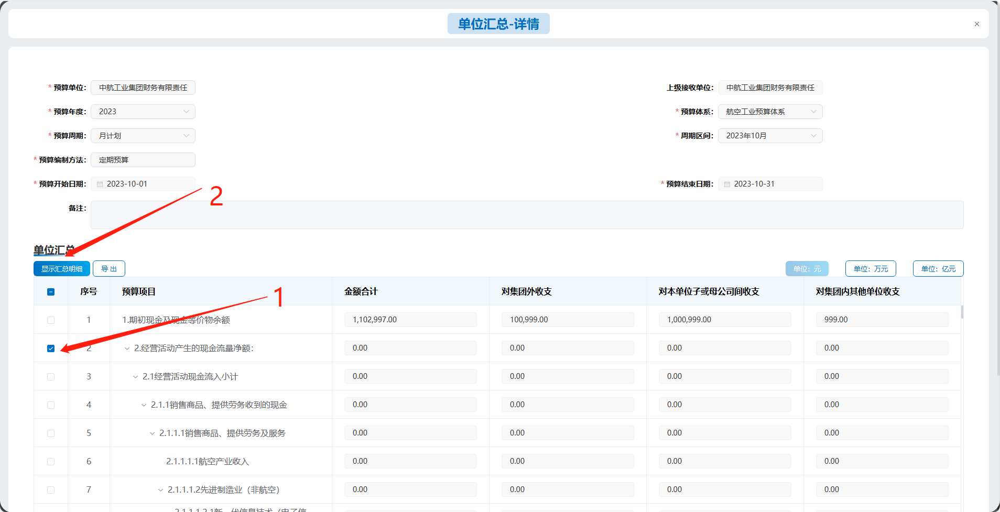 单位汇总-详情
* 预算单位： 中航工业集团财务有限责任 上级接收单位： 中航工业集团财务有限责任
* 预算年度： 2023 * 预算体系： 航空工业预算体系
* 预算周期： 月计划 * 周期区间： 2023年10月
* 预算编制方法： 定期预算
* 预算开始日期： 2023-10-01 * 预算结束日期： 2023-10-31
2
备注：
单位汇总
显示汇总明细 导 出 单位：元 单位：万元 单位：亿元
序号 预算项目 金额合计 对集团外收支 对本单位子或母公司间收支 对集团内其他单位收支
1
1 1.期初现金及现金等价物余额 1,102,997.00 100,999.00 1,000,999.00 999.00
2 2.经营活动产生的现金流量净额： 0.00 0.00 0.00 0.00
3 2.1经营活动现金流入小计 0.00 0.00 0.00 0.00
4 2.1.1销售商品、提供劳务收到的现金 0.00 0.00 0.00 0.00
5 2.1.1.1销售商品、提供劳务及服务 0.00 0.00 0.00 0.00
6 2.1.1.1.1航空产业收入 0.00 0.00 0.00 0.00
7 2.1.1.1.2先进制造业（非航空） 0.00 0.00 0.00 0.00
2.1.1.1.2.1新一代信息技术（电子信